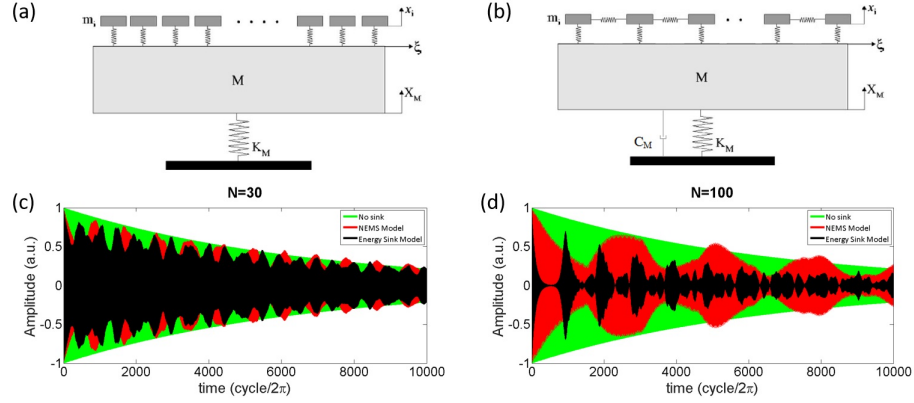 (a)
mᵢ
xᵢ
ξ
M
X_M
K_M
(b)
mᵢ
xᵢ
ξ
M
X_M
C_M
K_M
(c)
N=30
No sink
NEMS Model
Energy Sink Model
Amplitude (a.u.)
1
0.5
0
-0.5
-1
0 2000 4000 6000 8000 10000
time (cycle/2π)
(d)
N=100
No sink
NEMS Model
Energy Sink Model
Amplitude (a.u.)
1
0.5
0
-0.5
-1
0 2000 4000 6000 8000 10000
time (cycle/2π)